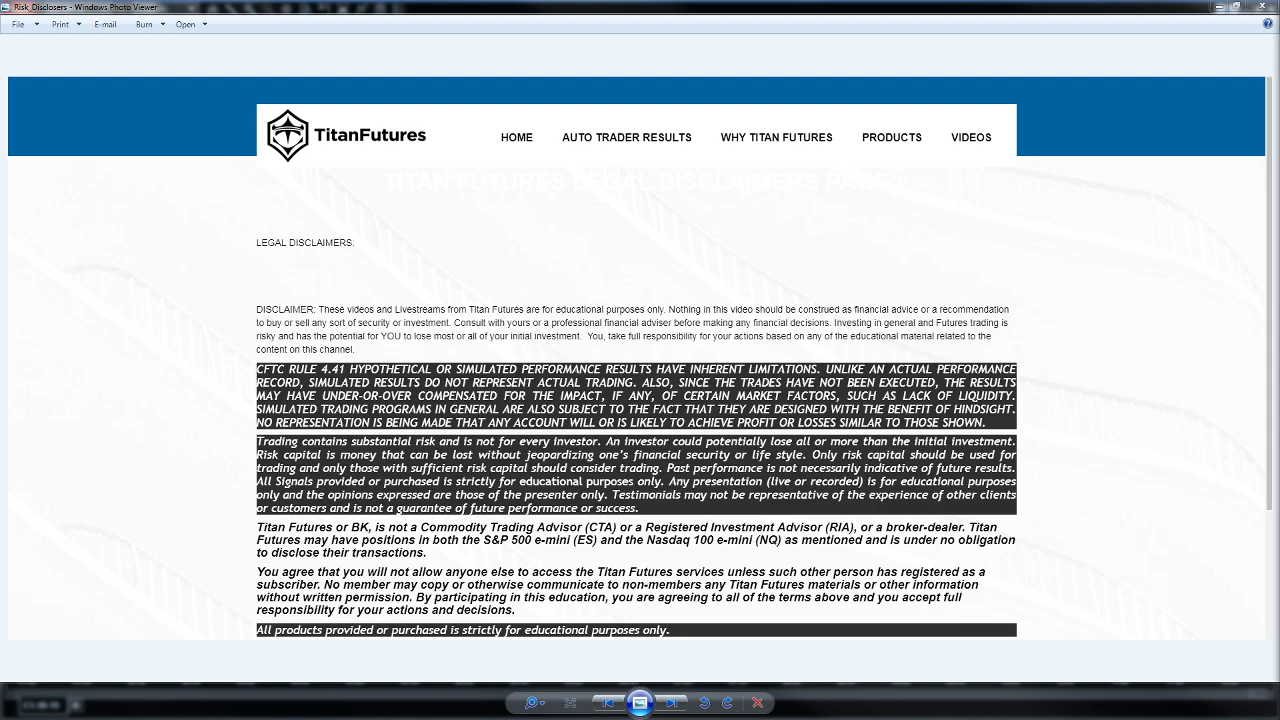 Risk_Disclosers - Windows Photo Viewer
File Print E-mail Burn Open
TitanFutures
HOME AUTO TRADER RESULTS WHY TITAN FUTURES PRODUCTS VIDEOS
TITAN FUTURES LEGAL DISCLAIMERS PAGE
LEGAL DISCLAIMERS:
DISCLAIMER: These videos and Livestreams from Titan Futures are for educational purposes only. Nothing in this video should be construed as financial advice or a recommendation
to buy or sell any sort of security or investment. Consult with yours or a professional financial adviser before making any financial decisions. Investing in general and Futures trading is
risky and has the potential for YOU to lose most or all of your initial investment. You, take full responsibility for your actions based on any of the educational material related to the
content on this channel.
CFTC RULE 4.41 HYPOTHETICAL OR SIMULATED PERFORMANCE RESULTS HAVE INHERENT LIMITATIONS. UNLIKE AN ACTUAL PERFORMANCE
RECORD, SIMULATED RESULTS DO NOT REPRESENT ACTUAL TRADING. ALSO, SINCE THE TRADES HAVE NOT BEEN EXECUTED, THE RESULTS
MAY HAVE UNDER-OR-OVER COMPENSATED FOR THE IMPACT, IF ANY, OF CERTAIN MARKET FACTORS, SUCH AS LACK OF LIQUIDITY.
SIMULATED TRADING PROGRAMS IN GENERAL ARE ALSO SUBJECT TO THE FACT THAT THEY ARE DESIGNED WITH THE BENEFIT OF HINDSIGHT.
NO REPRESENTATION IS BEING MADE THAT ANY ACCOUNT WILL OR IS LIKELY TO ACHIEVE PROFIT OR LOSSES SIMILAR TO THOSE SHOWN.
Trading contains substantial risk and is not for every investor. An investor could potentially lose all or more than the initial investment.
Risk capital is money that can be lost without jeopardizing one's financial security or life style. Only risk capital should be used for
trading and only those with sufficient risk capital should consider trading. Past performance is not necessarily indicative of future results.
All Signals provided or purchased is strictly for educational purposes only. Any presentation (live or recorded) is for educational purposes
only and the opinions expressed are those of the presenter only. Testimonials may not be representative of the experience of other clients
or customers and is not a guarantee of future performance or success.
Titan Futures or BK, is not a Commodity Trading Advisor (CTA) or a Registered Investment Advisor (RIA), or a broker-dealer. Titan
Futures may have positions in both the S&P 500 e-mini (ES) and the Nasdaq 100 e-mini (NQ) as mentioned and is under no obligation
to disclose their transactions.
You agree that you will not allow anyone else to access the Titan Futures services unless such other person has registered as a
subscriber. No member may copy or otherwise communicate to non-members any Titan Futures materials or other information
without written permission. By participating in this education, you are agreeing to all of the terms above and you accept full
responsibility for your actions and decisions.
All products provided or purchased is strictly for educational purposes only.